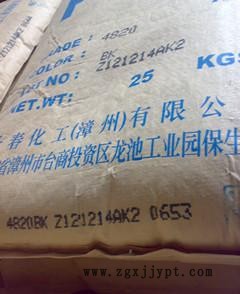 ADE: 4820
COLOR: BK
NO: Z121214AK2
ET.WT: 25 KGS
春化工(漳州)有限公
省漳州市台商投资区龙池工业园保生
4820BK Z121214AK2 0653
www.zgxjjypt.com